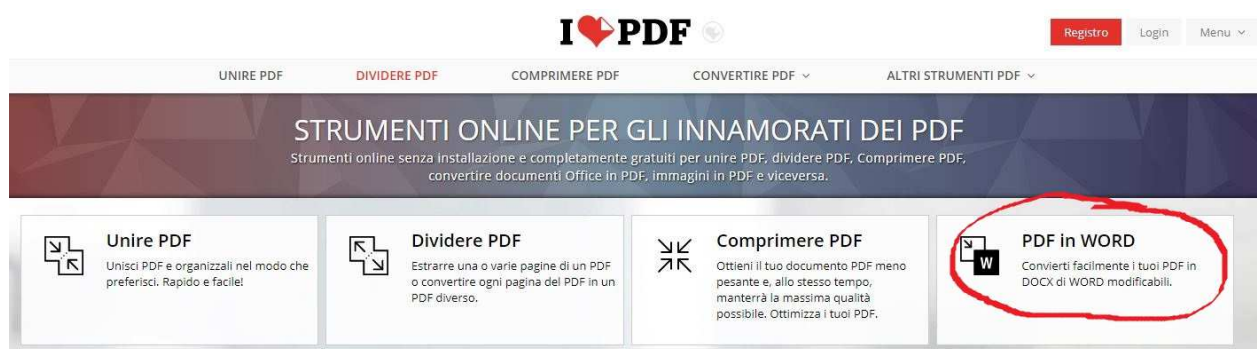 I PDF
Registro
Login
Menu
UNIRE PDF
DIVIDERE PDF
COMPRIMERE PDF
CONVERTIRE PDF
ALTRI STRUMENTI PDF
STRUMENTI ONLINE PER GLI INNAMORATI DEI PDF
Strumenti online senza installazione e completamente gratuiti per unire PDF, dividere PDF, Comprimere PDF,
convertire documenti Office in PDF, immagini in PDF e viceversa.
Unire PDF
Unisci PDF e organizzali nel modo che
preferisci. Rapido e facile!
Dividere PDF
Estrarre una o varie pagine di un PDF
o convertire ogni pagina del PDF in un
PDF diverso.
Comprimere PDF
Ottieni il tuo documento PDF meno
pesante e, allo stesso tempo,
manterrà la massima qualità
possibile. Ottimizza i tuoi PDF.
W
PDF in WORD
Convierti facilmente i tuoi PDF in
DOCX di WORD modificabili.